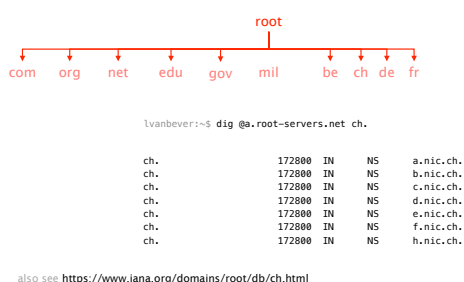 root
com org net edu gov mil be ch de fr
lvanbever:~$ dig @a.root-servers.net ch.
ch. 172800 IN NS a.nic.ch.
ch. 172800 IN NS b.nic.ch.
ch. 172800 IN NS c.nic.ch.
ch. 172800 IN NS d.nic.ch.
ch. 172800 IN NS e.nic.ch.
ch. 172800 IN NS f.nic.ch.
ch. 172800 IN NS h.nic.ch.
also see https://www.iana.org/domains/root/db/ch.html